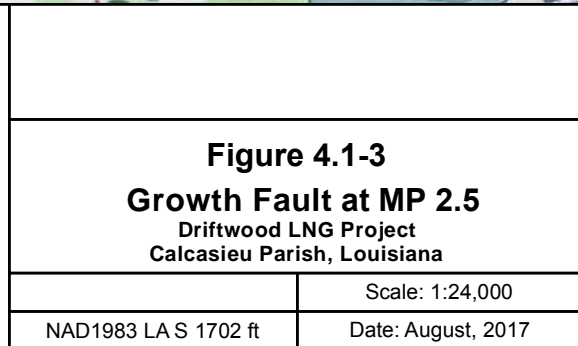 Figure 4.1-3
Growth Fault at MP 2.5
Driftwood LNG Project
Calcasieu Parish, Louisiana
Scale: 1:24,000
NAD1983 LA S 1702 ft
Date: August, 2017